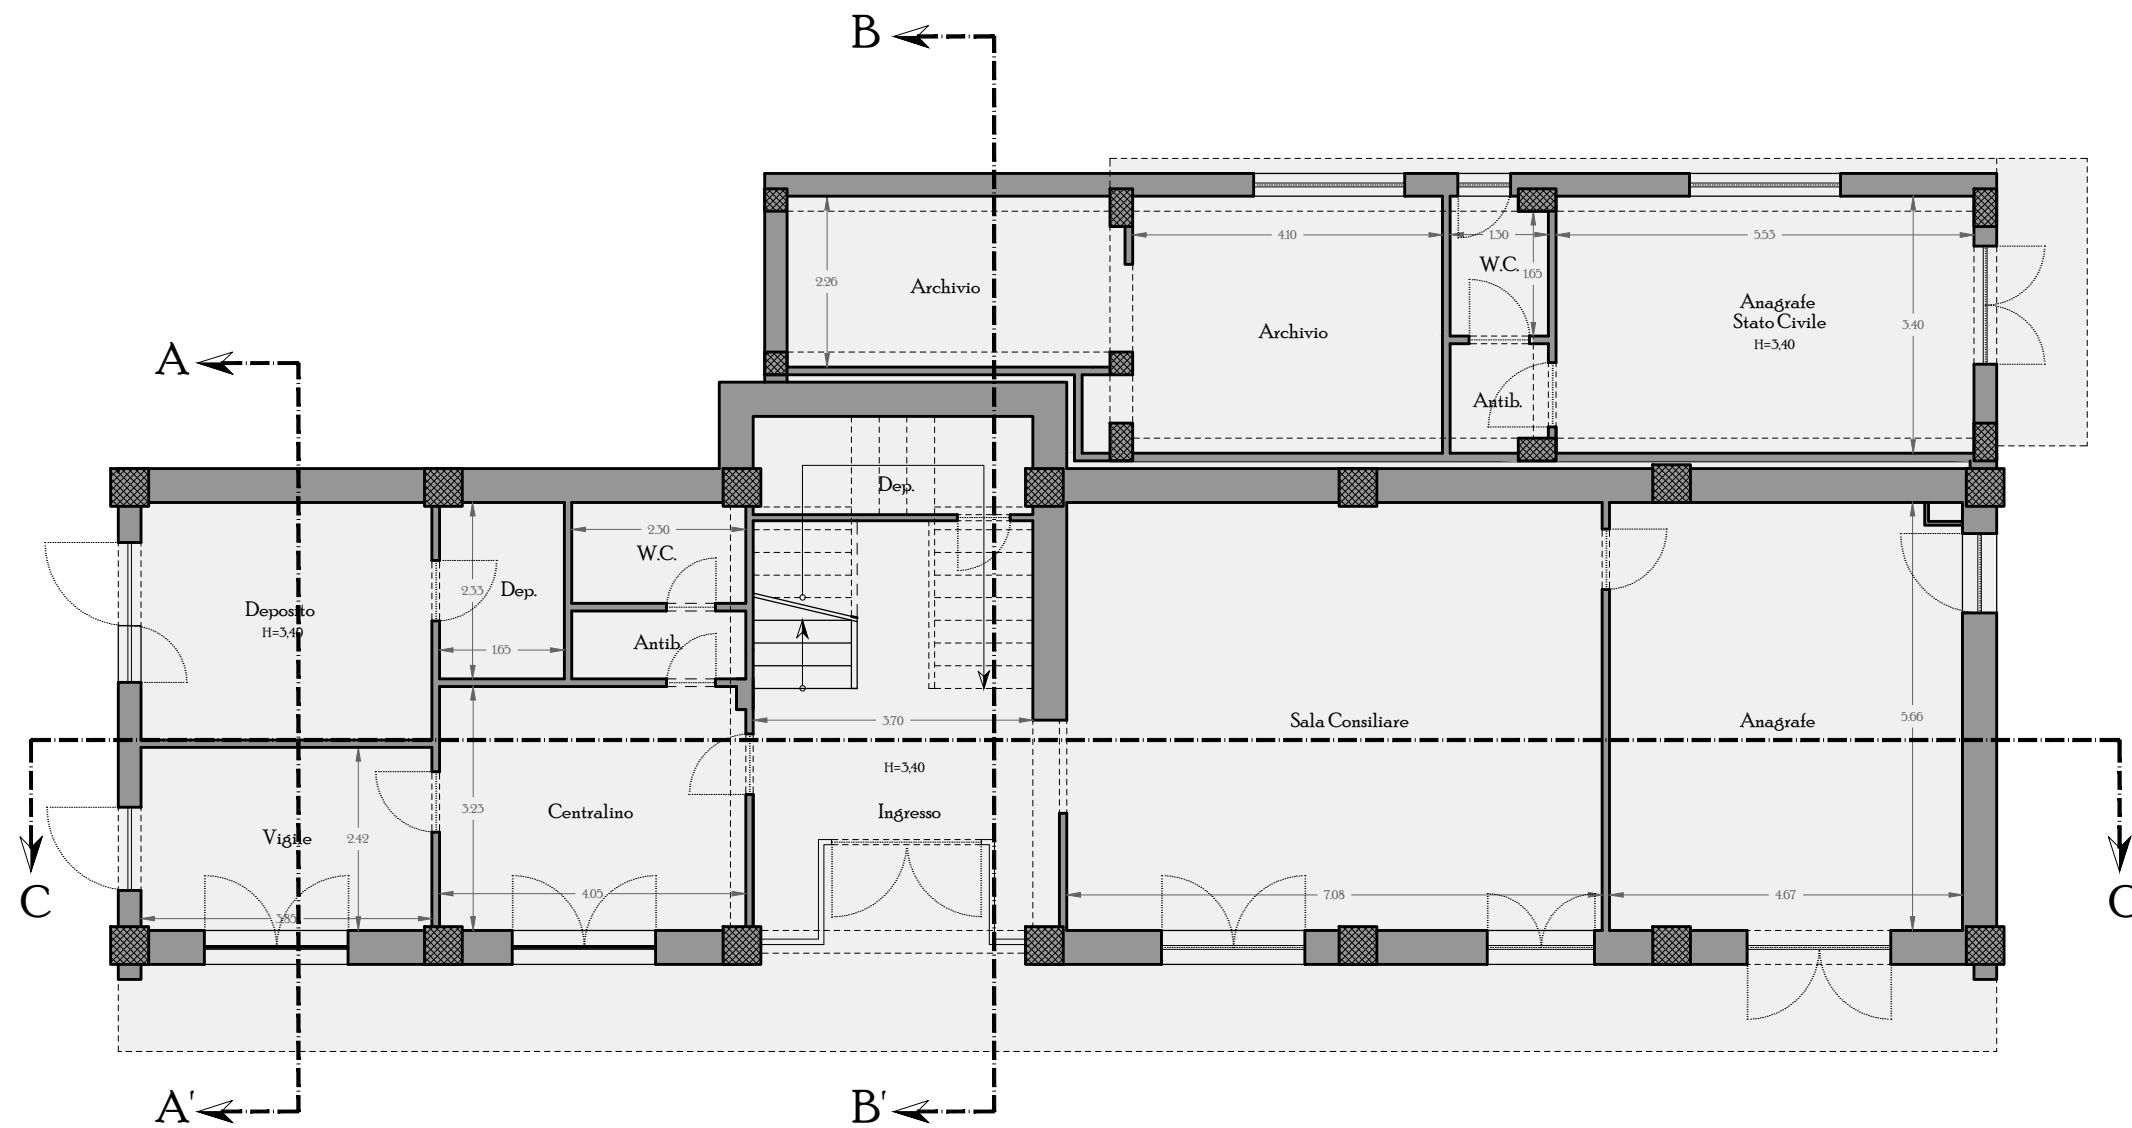 B
4.10
1.30
5.53
W.C.
1.65
2.26
Archivio
Anagrafe
Stato Civile
H=3,40
Archivio
3.40
A
Antib.
Dep.
2.30
W.C.
2.33
Dep.
Deposito
H=3,40
Antib.
1.65
3.70
Sala Consiliare
Anagrafe
5.66
H=3,40
3.23
Centralino
Ingresso
Vigile
2.42
4.05
7.08
4.67
C
C
3.85
A'
B'